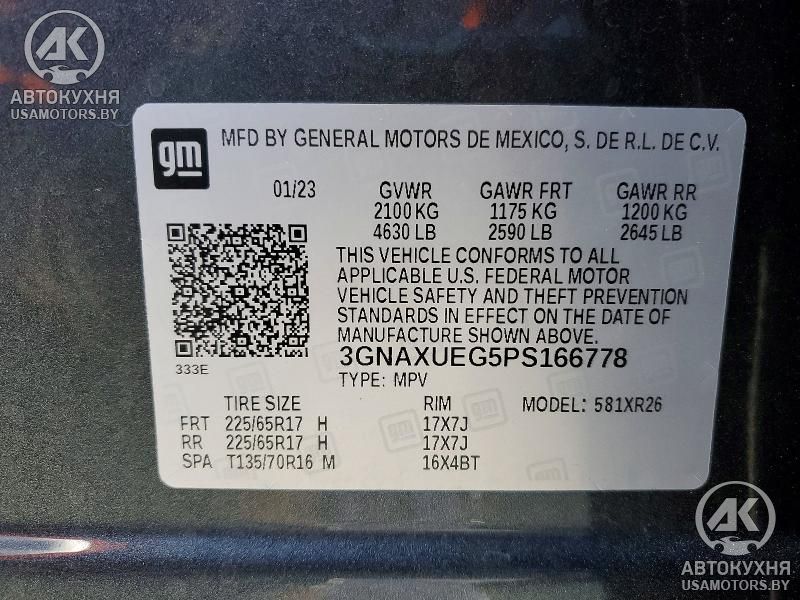 AK
АВТОКУХНЯ
USAMOTORS.BY
gm
MFD BY GENERAL MOTORS DE MEXICO, S. DE R.L. DE C.V.
01/23 GVWR GAWR FRT GAWR RR
2100 KG 1175 KG 1200 KG
4630 LB 2590 LB 2645 LB
THIS VEHICLE CONFORMS TO ALL
APPLICABLE U.S. FEDERAL MOTOR
VEHICLE SAFETY AND THEFT PREVENTION
STANDARDS IN EFFECT ON THE DATE OF
MANUFACTURE SHOWN ABOVE.
333E
3GNAXUEG5PS166778
TYPE: MPV
TIRE SIZE RIM MODEL: 581XR26
FRT 225/65R17 H 17X7J
RR 225/65R17 H 17X7J
SPA T135/70R16 M 16X4BT
AK
АВТОКУХНЯ
USAMOTORS.BY